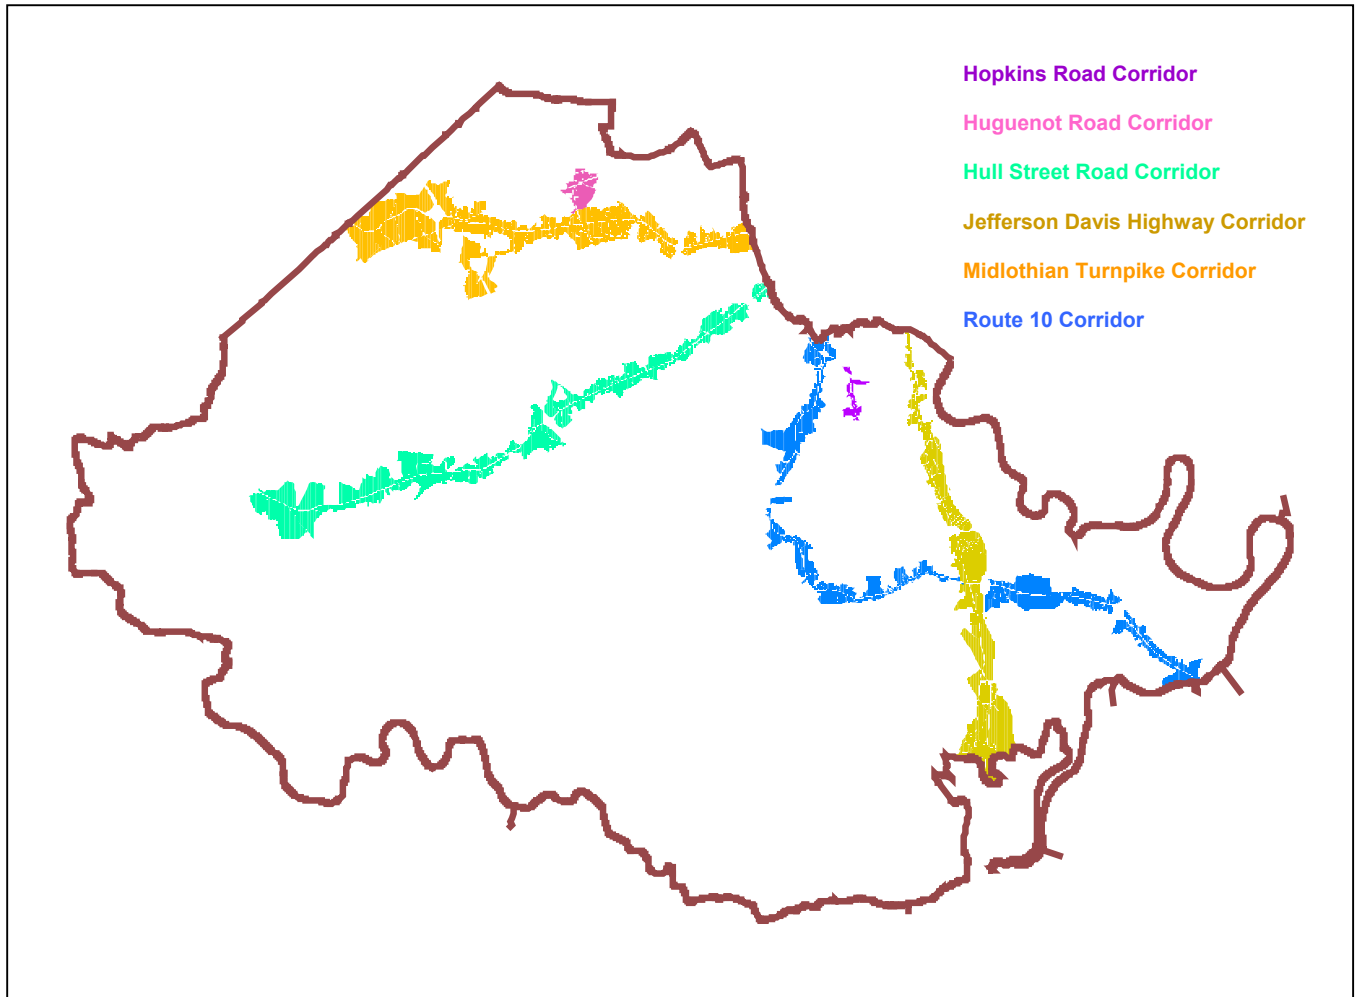 Hopkins Road Corridor
Huguenot Road Corridor
Hull Street Road Corridor
Jefferson Davis Highway Corridor
Midlothian Turnpike Corridor
Route 10 Corridor